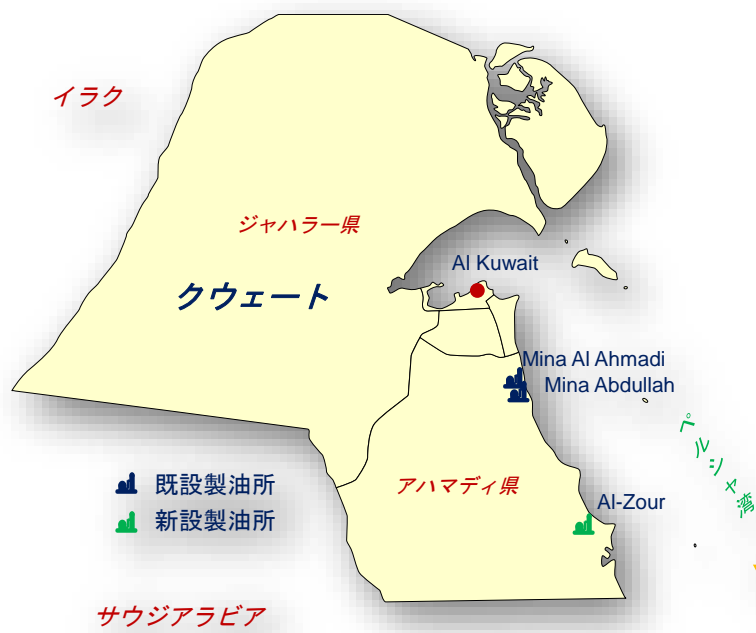 イラク
ジャハラー県
Al Kuwait
クウェート
Mina Al Ahmadi
Mina Abdullah
ペルシャ湾
アハマディ県
既設製油所
Al-Zour
新設製油所
サウジアラビア